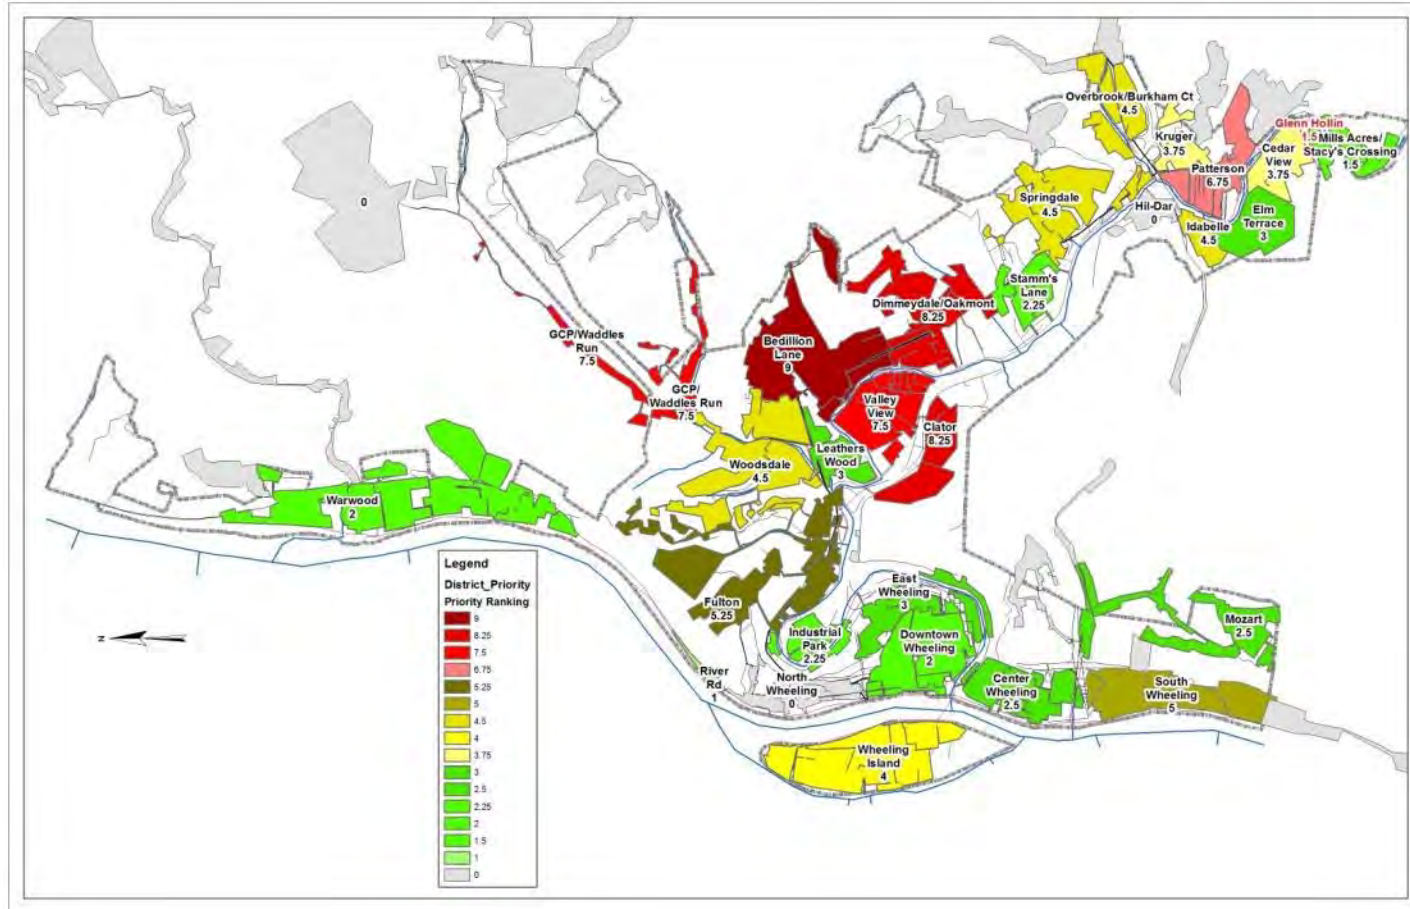 Overbrook/Burkham Ct
4.5
Kruger
3.75
Glenn Hollin
1.5
Mills Acres/
Stacy's Crossing
1.5
Cedar
View
3.75
Patterson
6.75
Springdale
4.5
Hil-Dar
0
Idabelle
4.5
Elm
Terrace
3
0
Stamm's
Lane
2.25
Dimmeydale/Oakmont
8.25
GCP/Waddles
Run
7.5
Bedillion
Lane
9
GCP/
Waddles Run
7.5
Valley
View
7.5
Clator
8.25
Leathers
Wood
3
Woodsdale
4.5
Warwood
2
Legend
District_Priority
Priority Ranking
9
8.25
7.5
6.75
5.25
5
4.5
4
3.75
3
2.5
2.25
2
1.5
1
0
N
Fulton
5.25
East
Wheeling
3
Industrial
Park
2.25
Downtown
Wheeling
2
Mozart
2.5
River
Rd
1
North
Wheeling
0
Center
Wheeling
2.5
South
Wheeling
5
Wheeling
Island
4